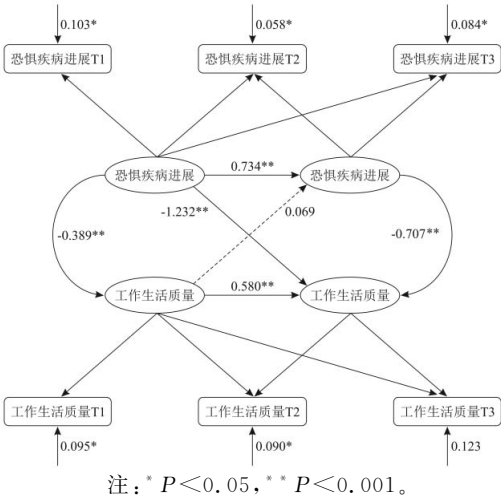 0.103* 0.058* 0.084*
恐惧疾病进展T1 恐惧疾病进展T2 恐惧疾病进展T3
恐惧疾病进展 0.734** 恐惧疾病进展
-1.232** 0.069
-0.389** -0.707**
工作生活质量 0.580** 工作生活质量
工作生活质量T1 工作生活质量T2 工作生活质量T3
0.095* 0.090* 0.123
注:* P<0.05,** P<0.001。